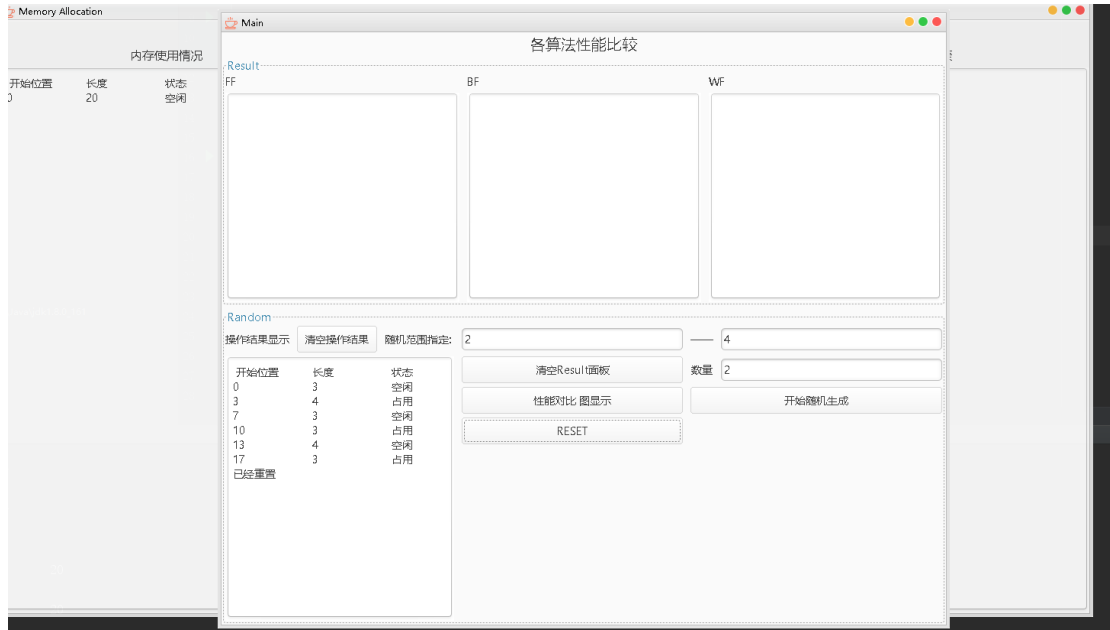 Memory Allocation
内存使用情况
开始位置 长度 状态
0 20 空闲
Main
各算法性能比较
Result
FF BF WF
Random
操作结果显示 清空操作结果 随机范围指定: 2 —— 4
清空Result面板 数量 2
性能对比 图显示 开始随机生成
RESET
开始位置 长度 状态
0 3 空闲
3 4 占用
7 3 空闲
10 3 占用
13 4 空闲
17 3 占用
已经重置